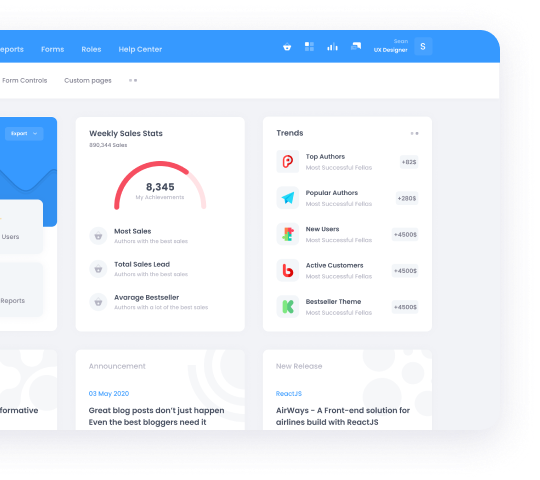 eports Forms Roles Help Center
Sean
UX Designer
S
Form Controls Custom pages
Export
Users
Reports
Weekly Sales Stats
890,344 Sales
8,345
My Achievements
Most Sales
Authors with the best sales
Total Sales Lead
Authors with the best sales
Avarage Bestseller
Authors with a lot of the best sales
Trends
Top Authors
Most Successful Fellas
+82$
Popular Authors
Most Successful Fellas
+280$
New Users
Most Successful Fellas
+4500$
Active Customers
Most Successful Fellas
+4500$
Bestseller Theme
Most Successful Fellas
+4500$
formative
Announcement
03 May 2020
Great blog posts don't just happen
Even the best bloggers need it
New Release
ReactJS
AirWays - A Front-end solution for
airlines build with ReactJS